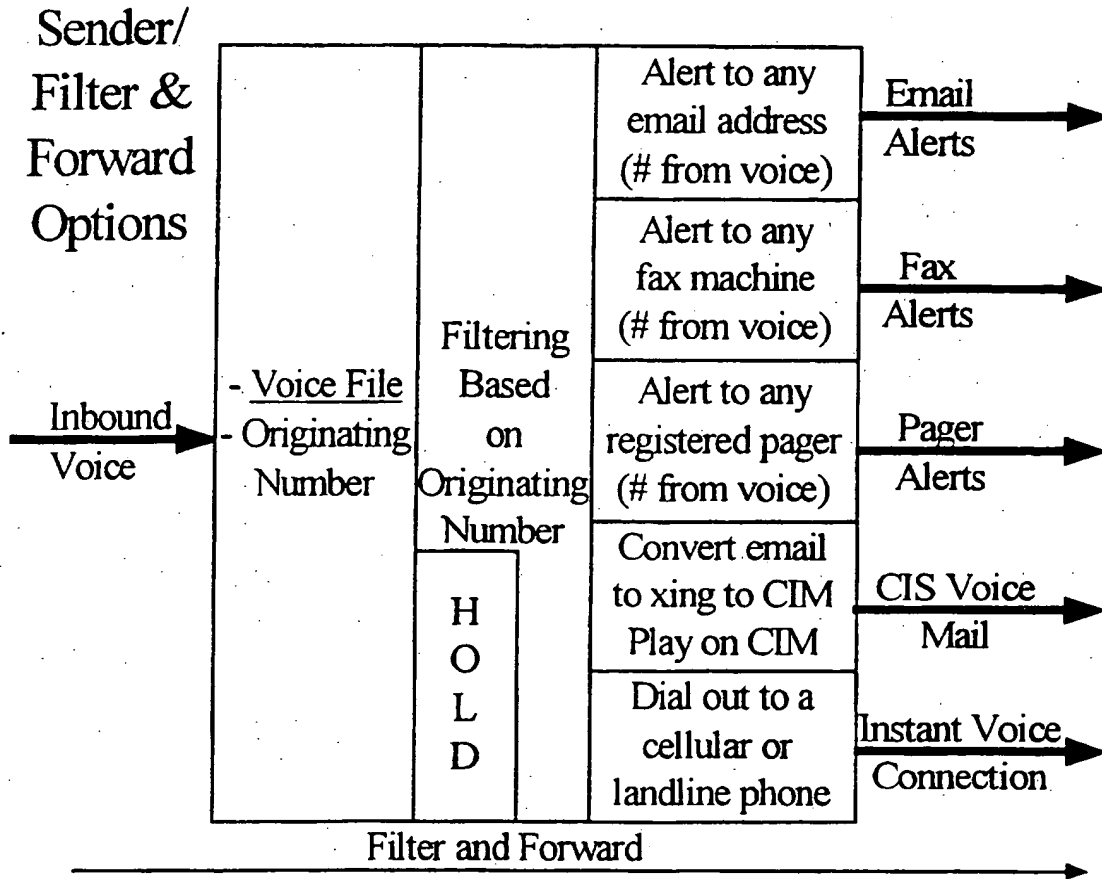 Sender/
Filter &
Forward
Options
Inbound
Voice
- Voice File
- Originating
Number
Filtering
Based
on
Originating
Number
H
O
L
D
Alert to any
email address
(# from voice)
Alert to any
fax machine
(# from voice)
Alert to any
registered pager
(# from voice)
Convert email
to xing to CIM
Play on CIM
Dial out to a
cellular or
landline phone
Email
Alerts
Fax
Alerts
Pager
Alerts
CIS Voice
Mail
Instant Voice
Connection
Filter and Forward